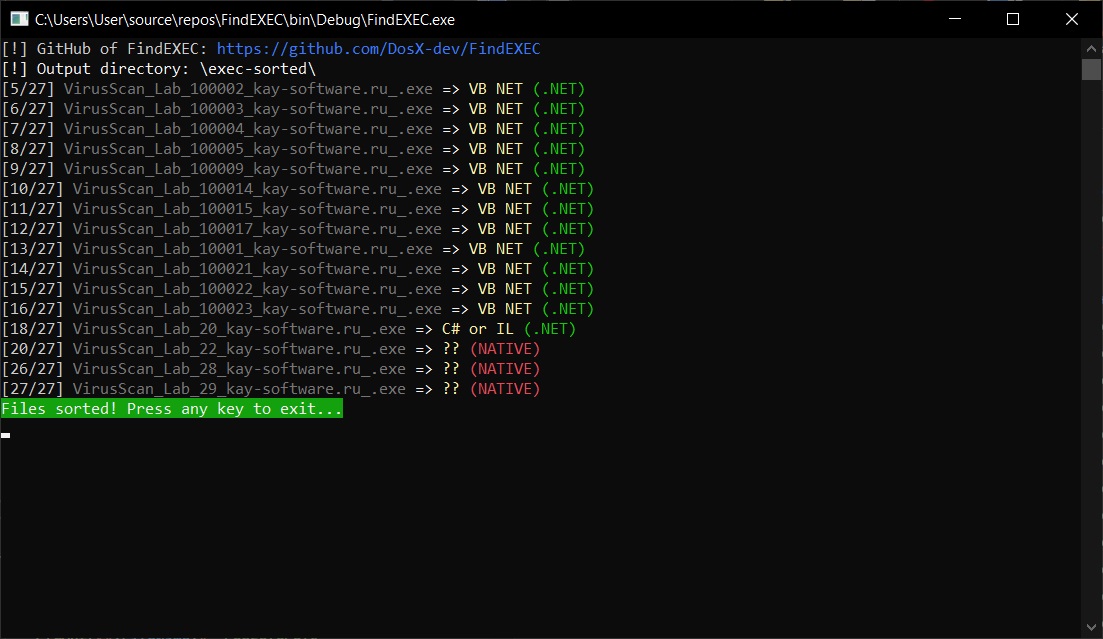 C:\Users\User\source\repos\FindEXEC\bin\Debug\FindEXEC.exe
[!] GitHub of FindEXEC: https://github.com/DosX-dev/FindEXEC
[!] Output directory: \exec-sorted\
[5/27] VirusScan_Lab_100002_kay-software.ru_.exe => VB NET (.NET)
[6/27] VirusScan_Lab_100003_kay-software.ru_.exe => VB NET (.NET)
[7/27] VirusScan_Lab_100004_kay-software.ru_.exe => VB NET (.NET)
[8/27] VirusScan_Lab_100005_kay-software.ru_.exe => VB NET (.NET)
[9/27] VirusScan_Lab_100009_kay-software.ru_.exe => VB NET (.NET)
[10/27] VirusScan_Lab_100014_kay-software.ru_.exe => VB NET (.NET)
[11/27] VirusScan_Lab_100015_kay-software.ru_.exe => VB NET (.NET)
[12/27] VirusScan_Lab_100017_kay-software.ru_.exe => VB NET (.NET)
[13/27] VirusScan_Lab_10001_kay-software.ru_.exe => VB NET (.NET)
[14/27] VirusScan_Lab_100021_kay-software.ru_.exe => VB NET (.NET)
[15/27] VirusScan_Lab_100022_kay-software.ru_.exe => VB NET (.NET)
[16/27] VirusScan_Lab_100023_kay-software.ru_.exe => VB NET (.NET)
[18/27] VirusScan_Lab_20_kay-software.ru_.exe => C# or IL (.NET)
[20/27] VirusScan_Lab_22_kay-software.ru_.exe => ?? (NATIVE)
[26/27] VirusScan_Lab_28_kay-software.ru_.exe => ?? (NATIVE)
[27/27] VirusScan_Lab_29_kay-software.ru_.exe => ?? (NATIVE)
Files sorted! Press any key to exit...